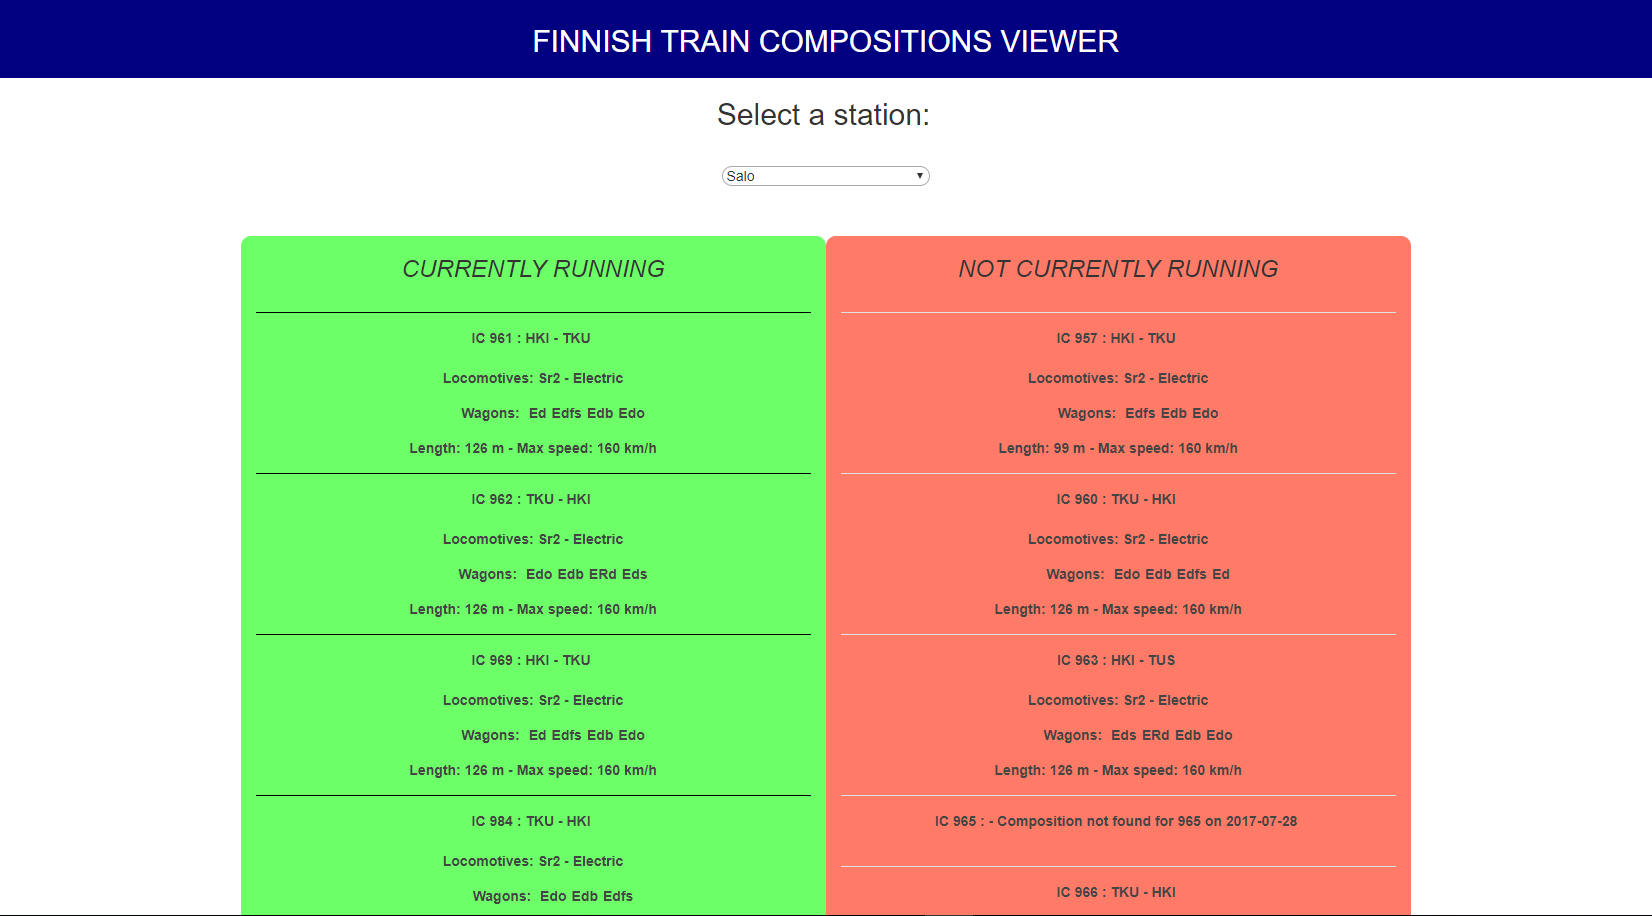 FINNISH TRAIN COMPOSITIONS VIEWER
Select a station:
Salo
CURRENTLY RUNNING
IC 961 : HKI - TKU
Locomotives: Sr2 - Electric
Wagons: Ed Edfs Edb Edo
Length: 126 m - Max speed: 160 km/h
IC 962 : TKU - HKI
Locomotives: Sr2 - Electric
Wagons: Edo Edb ERd Eds
Length: 126 m - Max speed: 160 km/h
IC 969 : HKI - TKU
Locomotives: Sr2 - Electric
Wagons: Ed Edfs Edb Edo
Length: 126 m - Max speed: 160 km/h
IC 984 : TKU - HKI
Locomotives: Sr2 - Electric
Wagons: Edo Edb Edfs
NOT CURRENTLY RUNNING
IC 957 : HKI - TKU
Locomotives: Sr2 - Electric
Wagons: Edfs Edb Edo
Length: 99 m - Max speed: 160 km/h
IC 960 : TKU - HKI
Locomotives: Sr2 - Electric
Wagons: Edo Edb Edfs Ed
Length: 126 m - Max speed: 160 km/h
IC 963 : HKI - TUS
Locomotives: Sr2 - Electric
Wagons: Eds ERd Edb Edo
Length: 126 m - Max speed: 160 km/h
IC 965 : - Composition not found for 965 on 2017-07-28
IC 966 : TKU - HKI